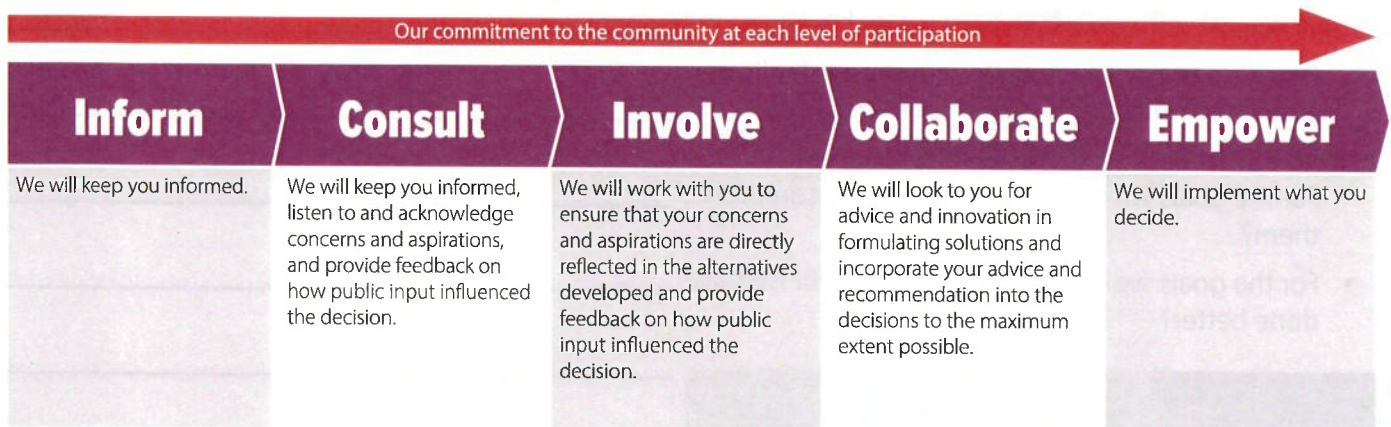 Our commitment to the community at each level of participation
Inform
Consult
Involve
Collaborate
Empower
We will keep you informed.
We will keep you informed,
listen to and acknowledge
concerns and aspirations,
and provide feedback on
how public input influenced
the decision.
We will work with you to
ensure that your concerns
and aspirations are directly
reflected in the alternatives
developed and provide
feedback on how public
input influenced the
decision.
We will look to you for
advice and innovation in
formulating solutions and
incorporate your advice and
recommendation into the
decisions to the maximum
extent possible.
We will implement what you
decide.